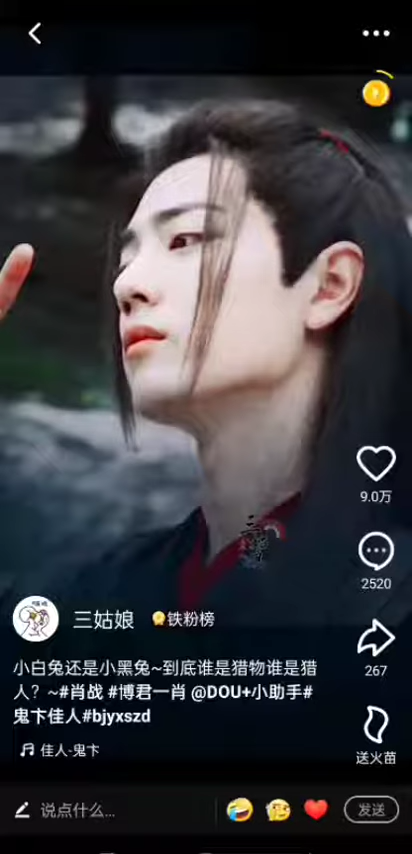 9.0万
2520
267
送火苗
三姑娘
铁粉榜
小白兔还是小黑兔~到底谁是猎物谁是猎
人？~#肖战 #博君一肖 @DOU+小助手#
鬼卞佳人#bjyxszd
佳人-鬼卞
说点什么...
发送